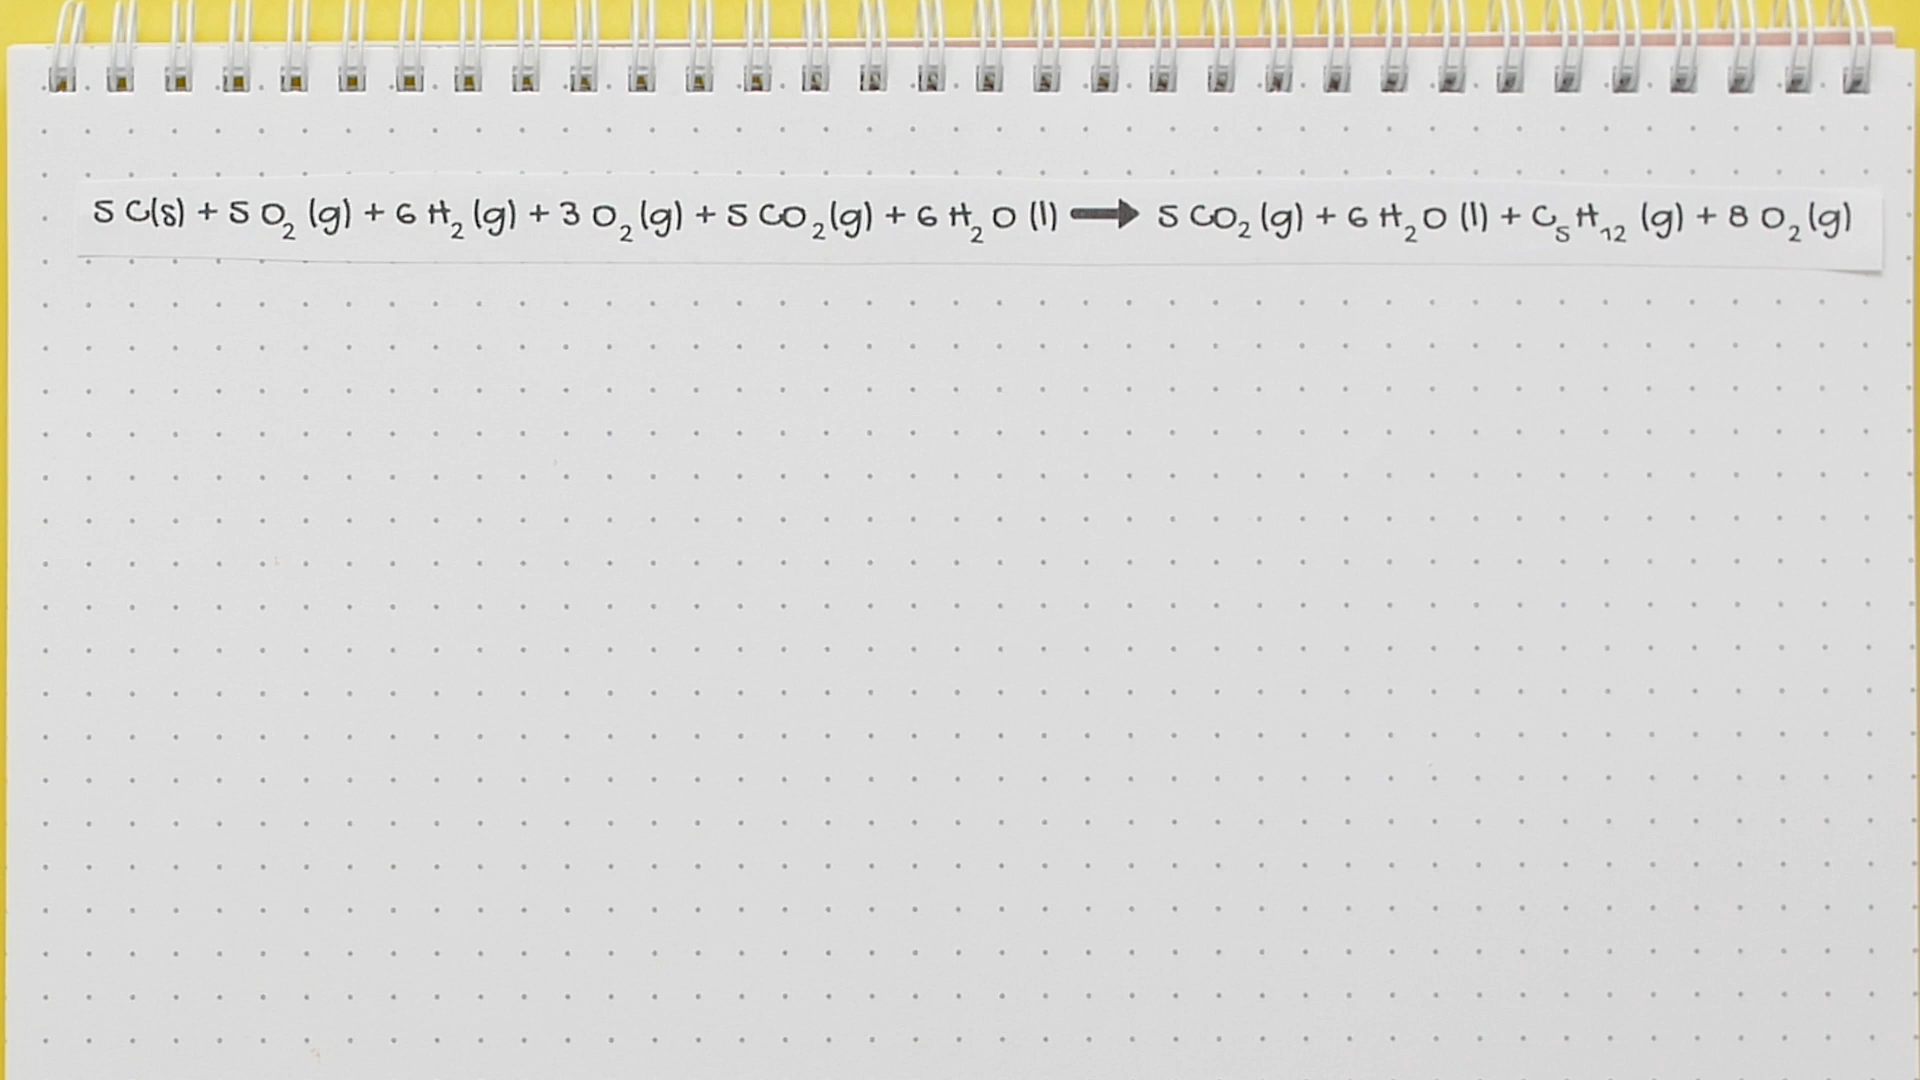 5 C(s) + 5 O₂ (g) + 6 H₂ (g) + 3 O₂ (g) + 5 CO₂ (g) + 6 H₂O (l) → 5 CO₂ (g) + 6 H₂O (l) + C₅H₁₂ (g) + 8 O₂ (g)